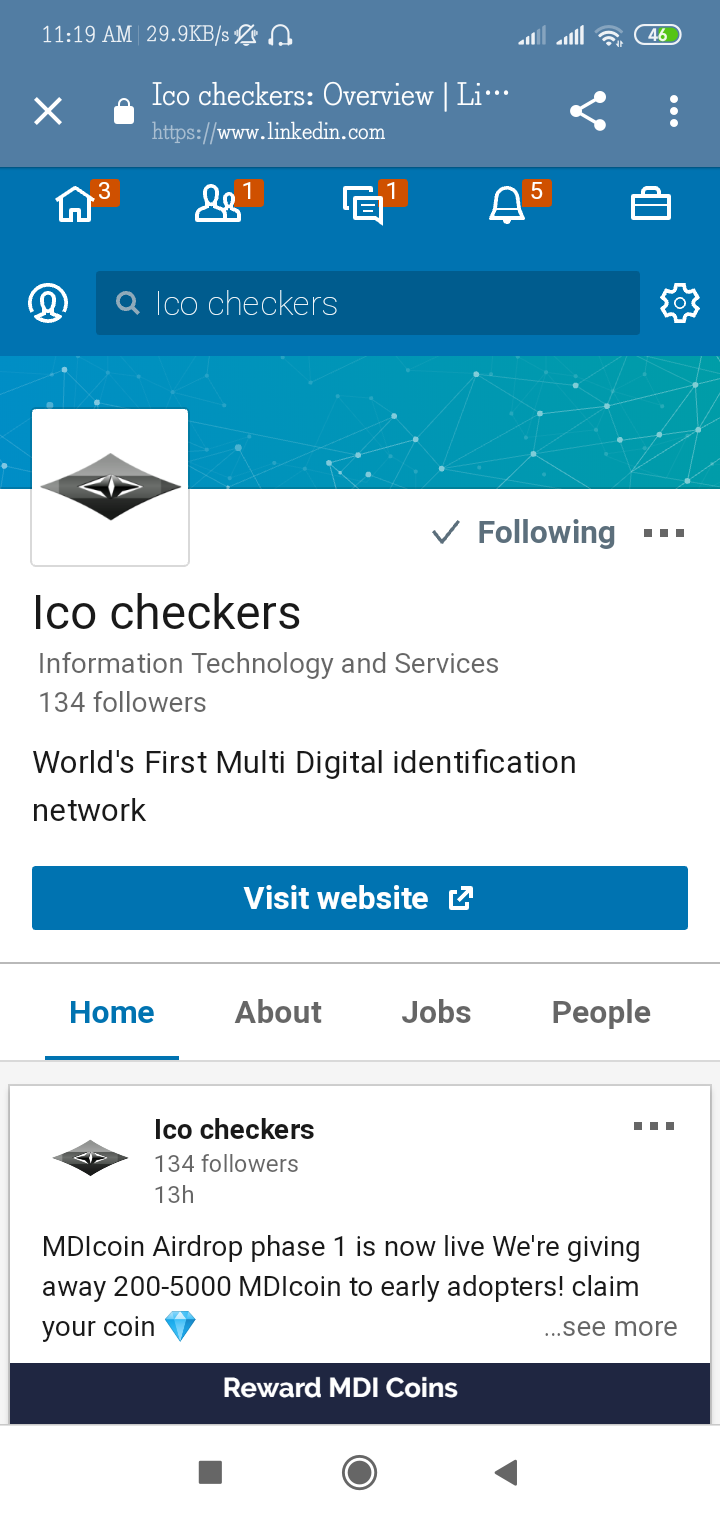 11:19 AM | 29.9KB/s
46
Ico checkers: Overview | Li···
https://www.linkedin.com
3
1
1
5
Ico checkers
Following
Ico checkers
Information Technology and Services
134 followers
World's First Multi Digital identification
network
Visit website
Home
About
Jobs
People
Ico checkers
134 followers
13h
MDIcoin Airdrop phase 1 is now live We're giving
away 200-5000 MDIcoin to early adopters! claim
your coin 💎
...see more
Reward MDI Coins